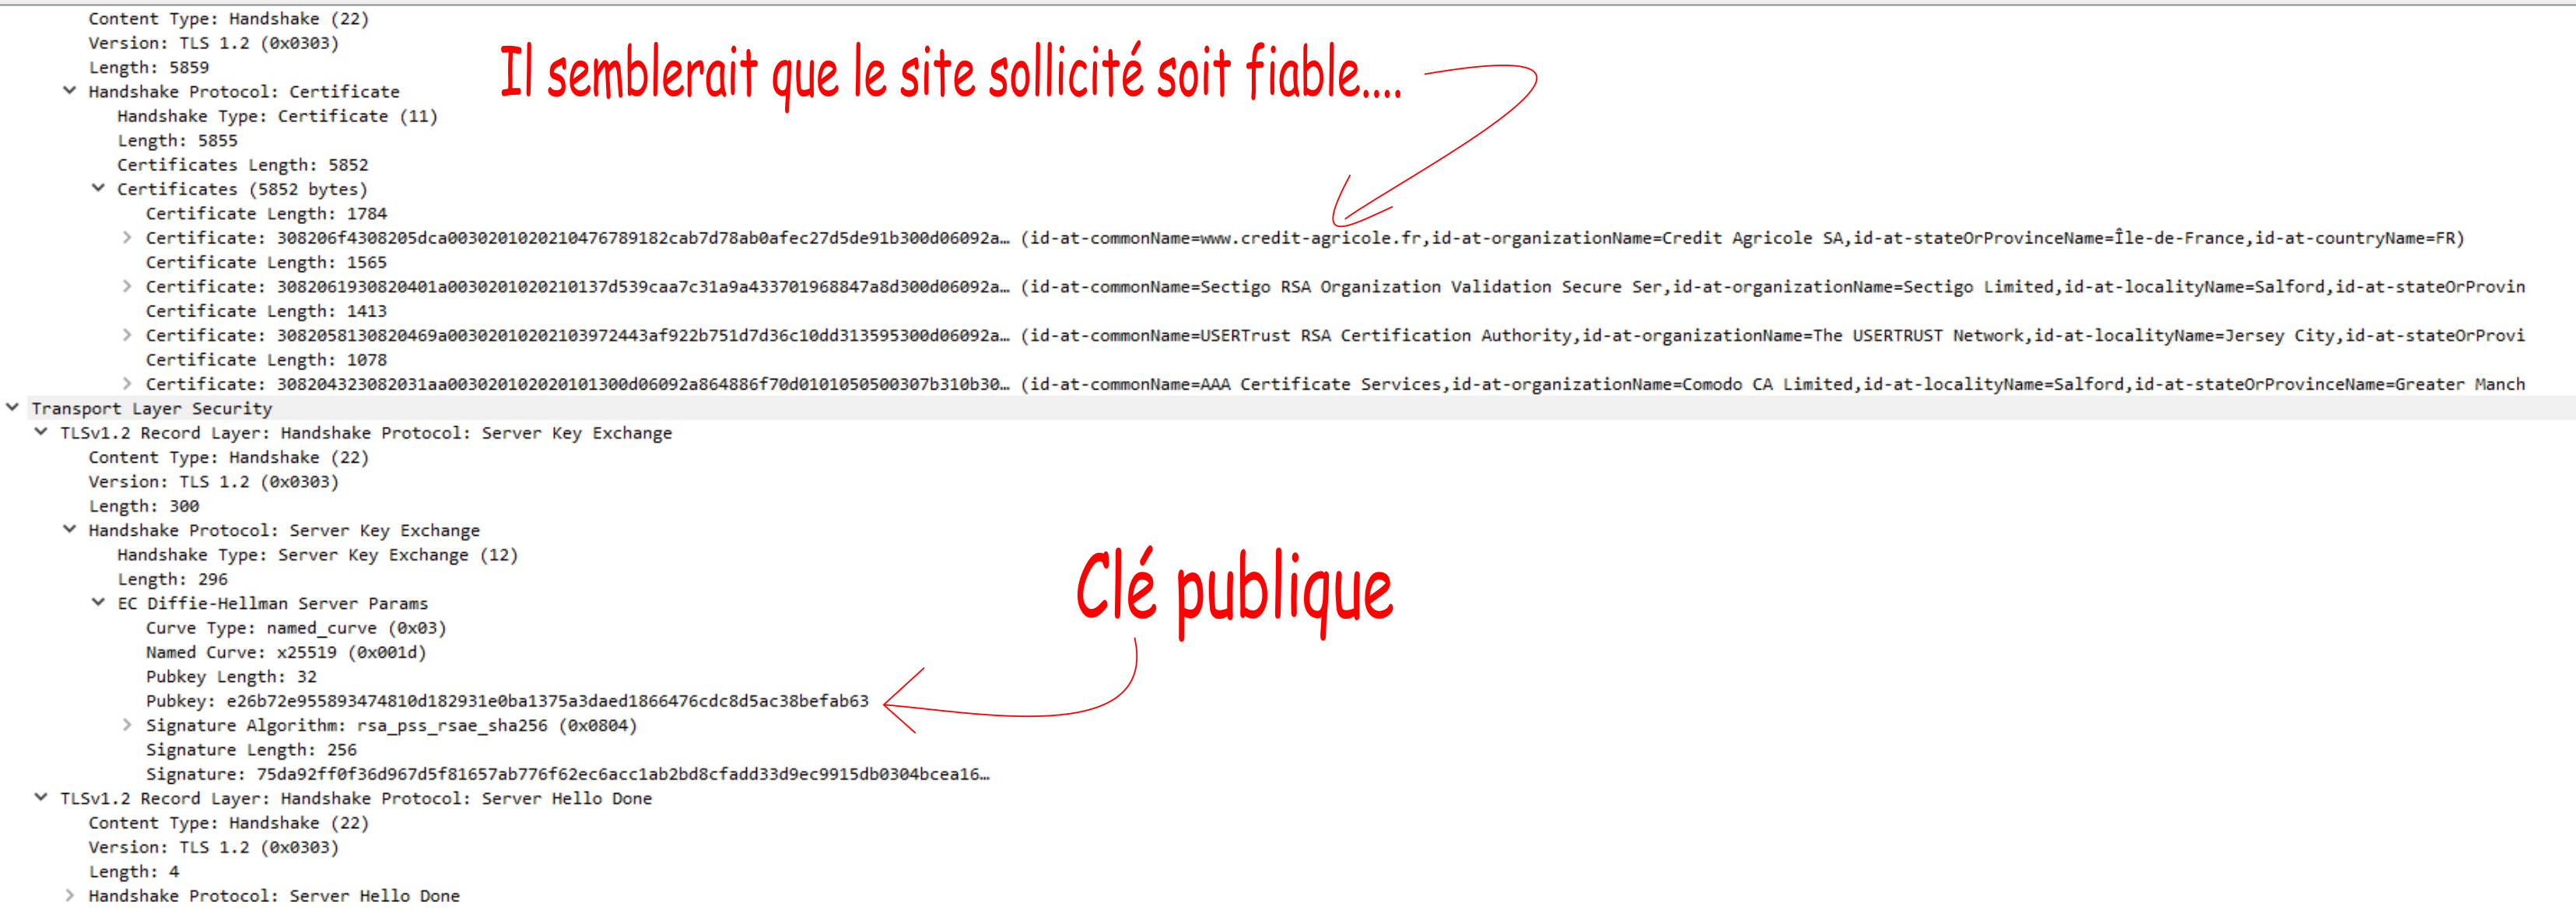 Content Type: Handshake (22)
Version: TLS 1.2 (0x0303)
Il semblerait que le site sollicité soit fiable....
Length: 5859
Handshake Protocol: Certificate
Handshake Type: Certificate (11)
Length: 5855
Certificates Length: 5852
Certificates (5852 bytes)
Certificate Length: 1784
Certificate: 308206f4308205dca0030201020210476789182cab7d78ab0afec27d5de91b300d06092a… (id-at-commonName=www.credit-agricole.fr,id-at-organizationName=Credit Agricole SA,id-at-stateOrProvinceName=Île-de-France,id-at-countryName=FR)
Certificate Length: 1565
Certificate: 3082061930820401a0030201020210137d539caa7c31a9a433701968847a8d300d06092a… (id-at-commonName=Sectigo RSA Organization Validation Secure Ser,id-at-organizationName=Sectigo Limited,id-at-localityName=Salford,id-at-stateOrProvin
Certificate Length: 1413
Certificate: 3082058130820469a00302010202103972443af922b751d7d36c10dd313595300d06092a… (id-at-commonName=USERTrust RSA Certification Authority,id-at-organizationName=The USERTRUST Network,id-at-localityName=Jersey City,id-at-stateOrProvi
Certificate Length: 1078
Certificate: 308204323082031aa003020102020101300d06092a864886f70d0101050500307b310b30… (id-at-commonName=AAA Certificate Services,id-at-organizationName=Comodo CA Limited,id-at-localityName=Salford,id-at-stateOrProvinceName=Greater Manch
Transport Layer Security
TLSv1.2 Record Layer: Handshake Protocol: Server Key Exchange
Content Type: Handshake (22)
Version: TLS 1.2 (0x0303)
Length: 300
Handshake Protocol: Server Key Exchange
Handshake Type: Server Key Exchange (12)
Length: 296
Clé publique
EC Diffie-Hellman Server Params
Curve Type: named_curve (0x03)
Named Curve: x25519 (0x001d)
Pubkey Length: 32
Pubkey: e26b72e955893474810d182931e0ba1375a3daed1866476cdc8d5ac38befab63
Signature Algorithm: rsa_pss_rsae_sha256 (0x0804)
Signature Length: 256
Signature: 75da92ff0f36d967d5f81657ab776f62ec6acc1ab2bd8cfadd33d9ec9915db0304bcea16…
TLSv1.2 Record Layer: Handshake Protocol: Server Hello Done
Content Type: Handshake (22)
Version: TLS 1.2 (0x0303)
Length: 4
Handshake Protocol: Server Hello Done